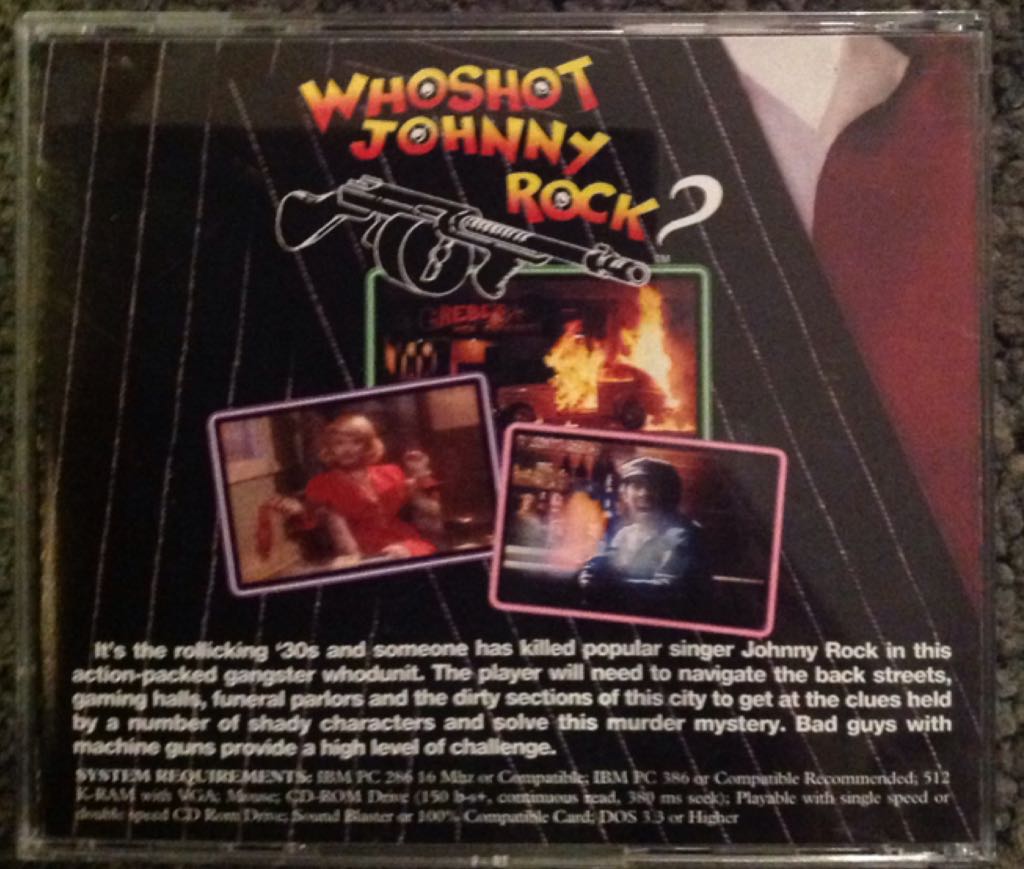 WHOSHOT
JOHNNY
ROCK?
TM
It's the rollicking '30s and someone has killed popular singer Johnny Rock in this
action-packed gangster whodunit. The player will need to navigate the back streets,
gaming halls, funeral parlors and the dirty sections of this city to get at the clues held
by a number of shady characters and solve this murder mystery. Bad guys with
machine guns provide a high level of challenge.
SYSTEM REQUIREMENTS: IBM PC 286 16 Mhz or Compatible; IBM PC 386 or Compatible Recommended; 512
K-RAM with VGA; Mouse; CD-ROM Drive (150 b-s+, continuous read, 380 ms seek); Playable with single speed or
double speed CD Rom Drive; Sound Blaster or 100% Compatible Card; DOS 3.3 or Higher